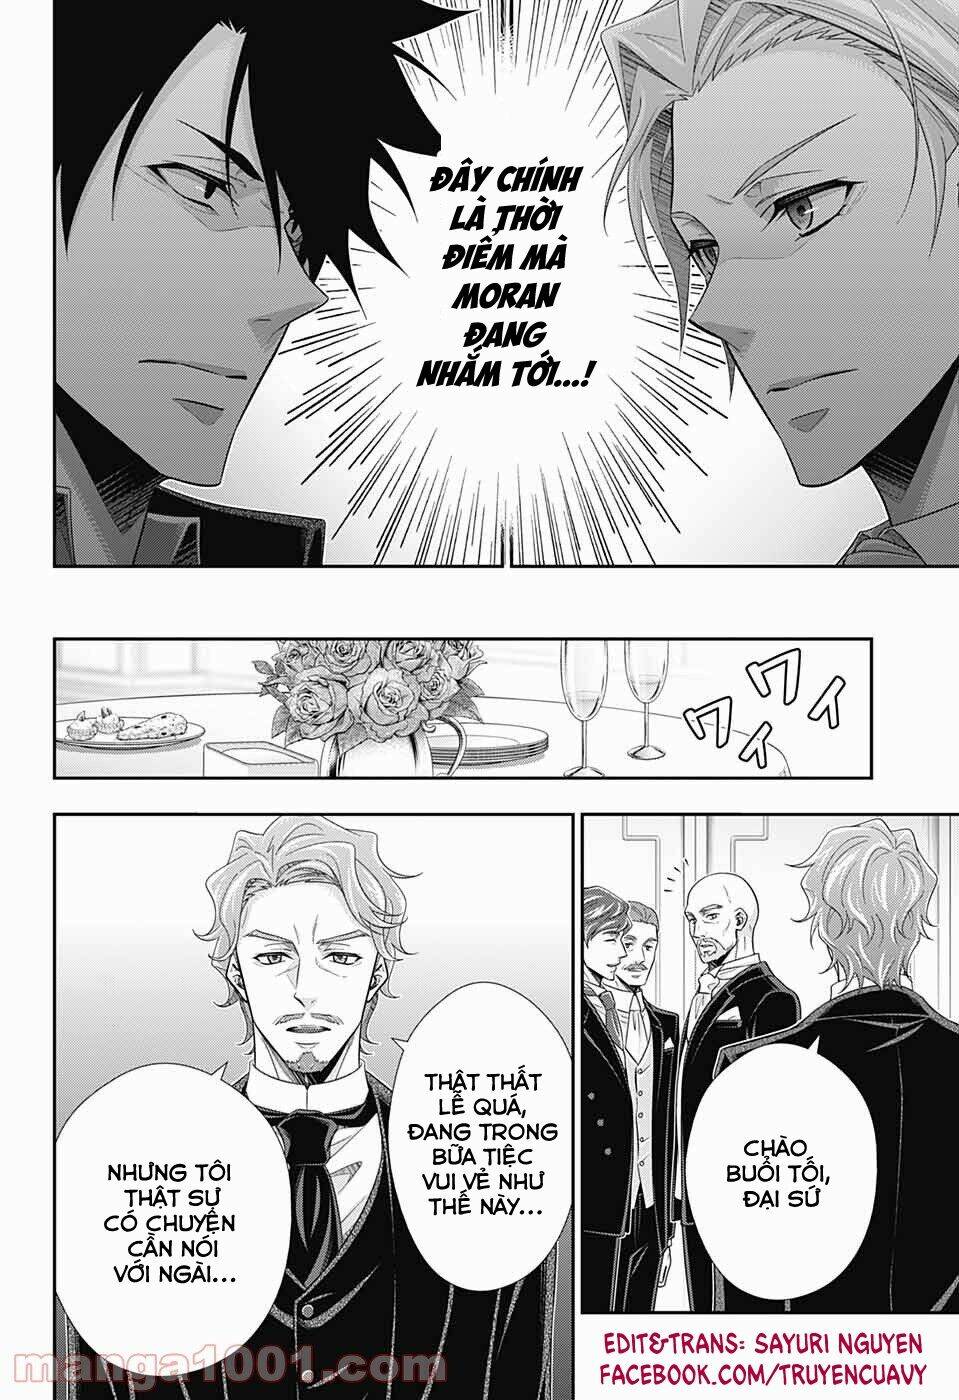 ĐÂY CHÍNH
LÀ THỜI
ĐIỂM MÀ
MORAN
ĐANG
NHẮM TỚI...!
ワイ
ワイ
CHÀO
BUỔI TỐI,
ĐẠI SỨ
THẬT THẤT
LỄ QUÁ,
ĐANG TRONG
BỮA TIỆC
VUI VẺ NHƯ
THẾ NÀY...
NHƯNG TÔI
THẬT SỰ
CÓ CHUYỆN
CẦN NÓI
VỚI NGÀI...
EDIT&TRANS: SAYURI NGUYEN
FACEBOOK.COM/TRUYENCUAVY
manga1001.com